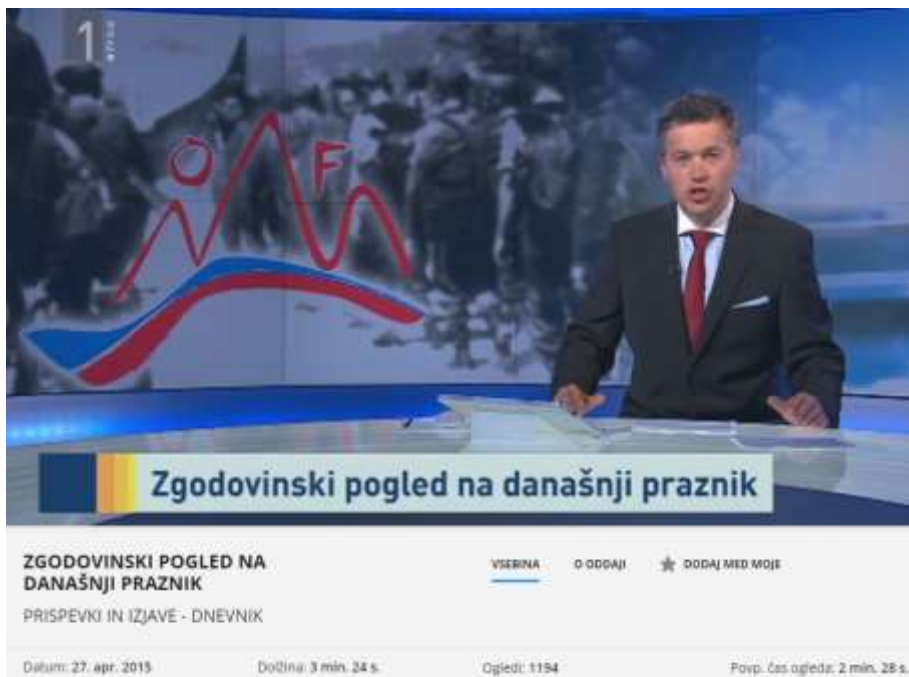 1
O F
Zgodovinski pogled na današnji praznik
ZGODOVINSKI POGLED NA
DANAŠNJI PRAZNIK
VSEBINA O ODDAJI DODAJ MED MOJE
PRISPEVKI IN IZJAVE - DNEVNIK
Datum: 27. apr. 2015 Dolžina: 3 min. 24 s. Ogledi: 1194 Povp. čas ogleda: 2 min. 28 s.